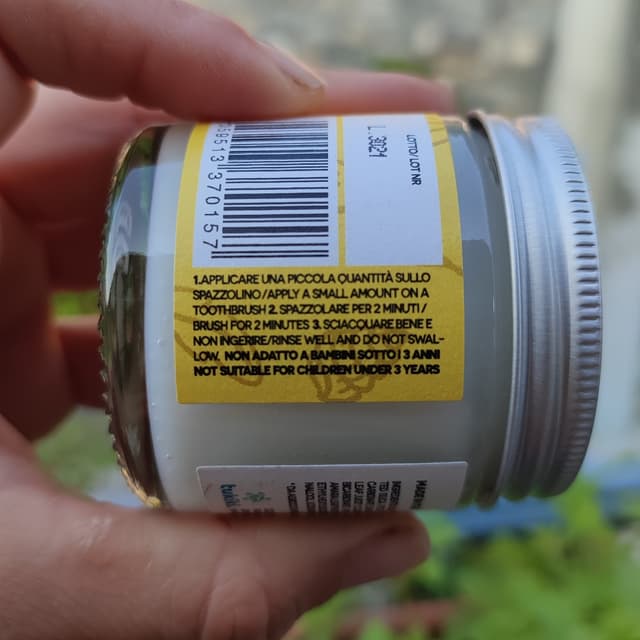 59513 370157
LOTTO/LOT NR
L. 3021
1.APPLICARE UNA PICCOLA QUANTITÀ SULLO
SPAZZOLINO/APPLY A SMALL AMOUNT ON A
TOOTHBRUSH 2. SPAZZOLARE PER 2 MINUTI/
BRUSH FOR 2 MINUTES 3. SCIACQUARE BENE E
NON INGERIRE/RINSE WELL AND DO NOT SWAL-
LOW. NON ADATTO A BAMBINI SOTTO I 3 ANNI
NOT SUITABLE FOR CHILDREN UNDER 3 YEARS